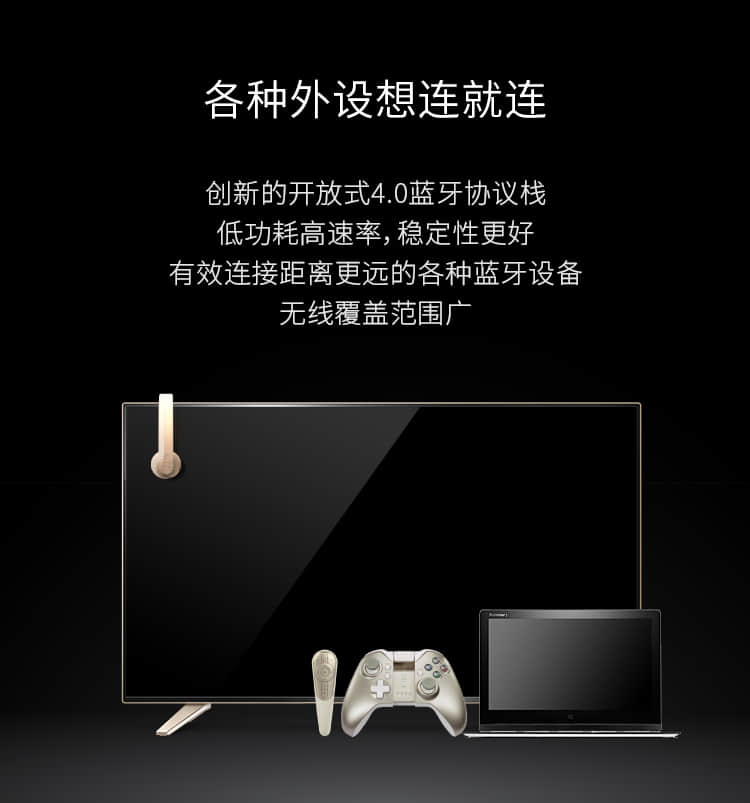 各种外设想连就连
创新的开放式4.0蓝牙协议栈
低功耗高速率，稳定性更好
有效连接距离更远的各种蓝牙设备
无线覆盖范围广